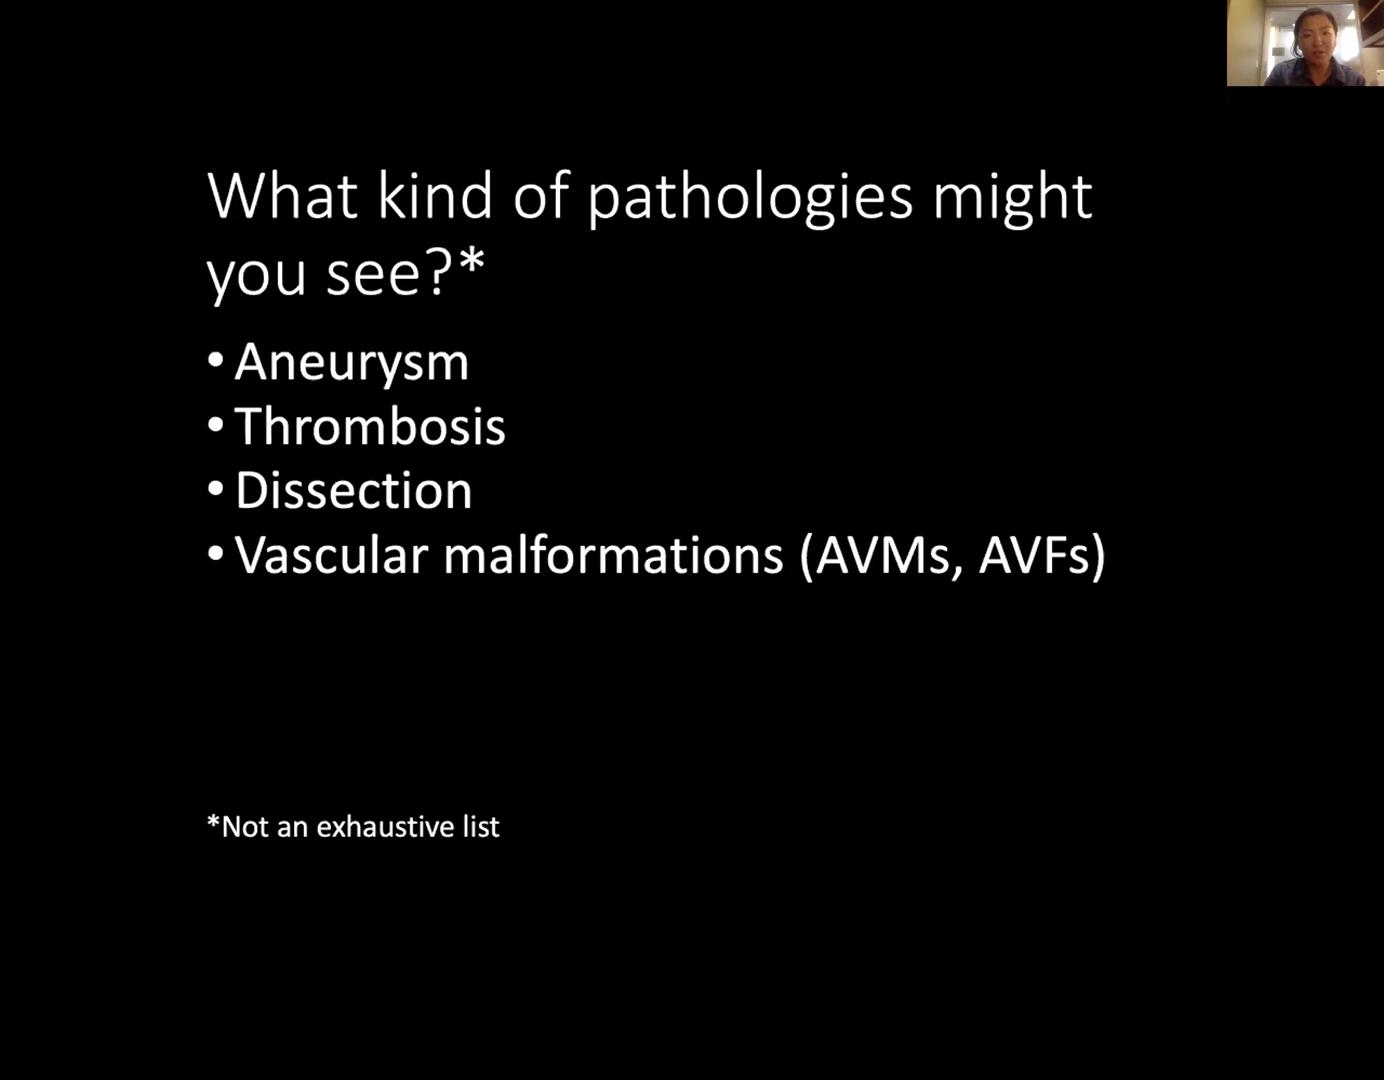 What kind of pathologies might
you see?*
• Aneurysm
• Thrombosis
• Dissection
• Vascular malformations (AVMs, AVFs)
*Not an exhaustive list